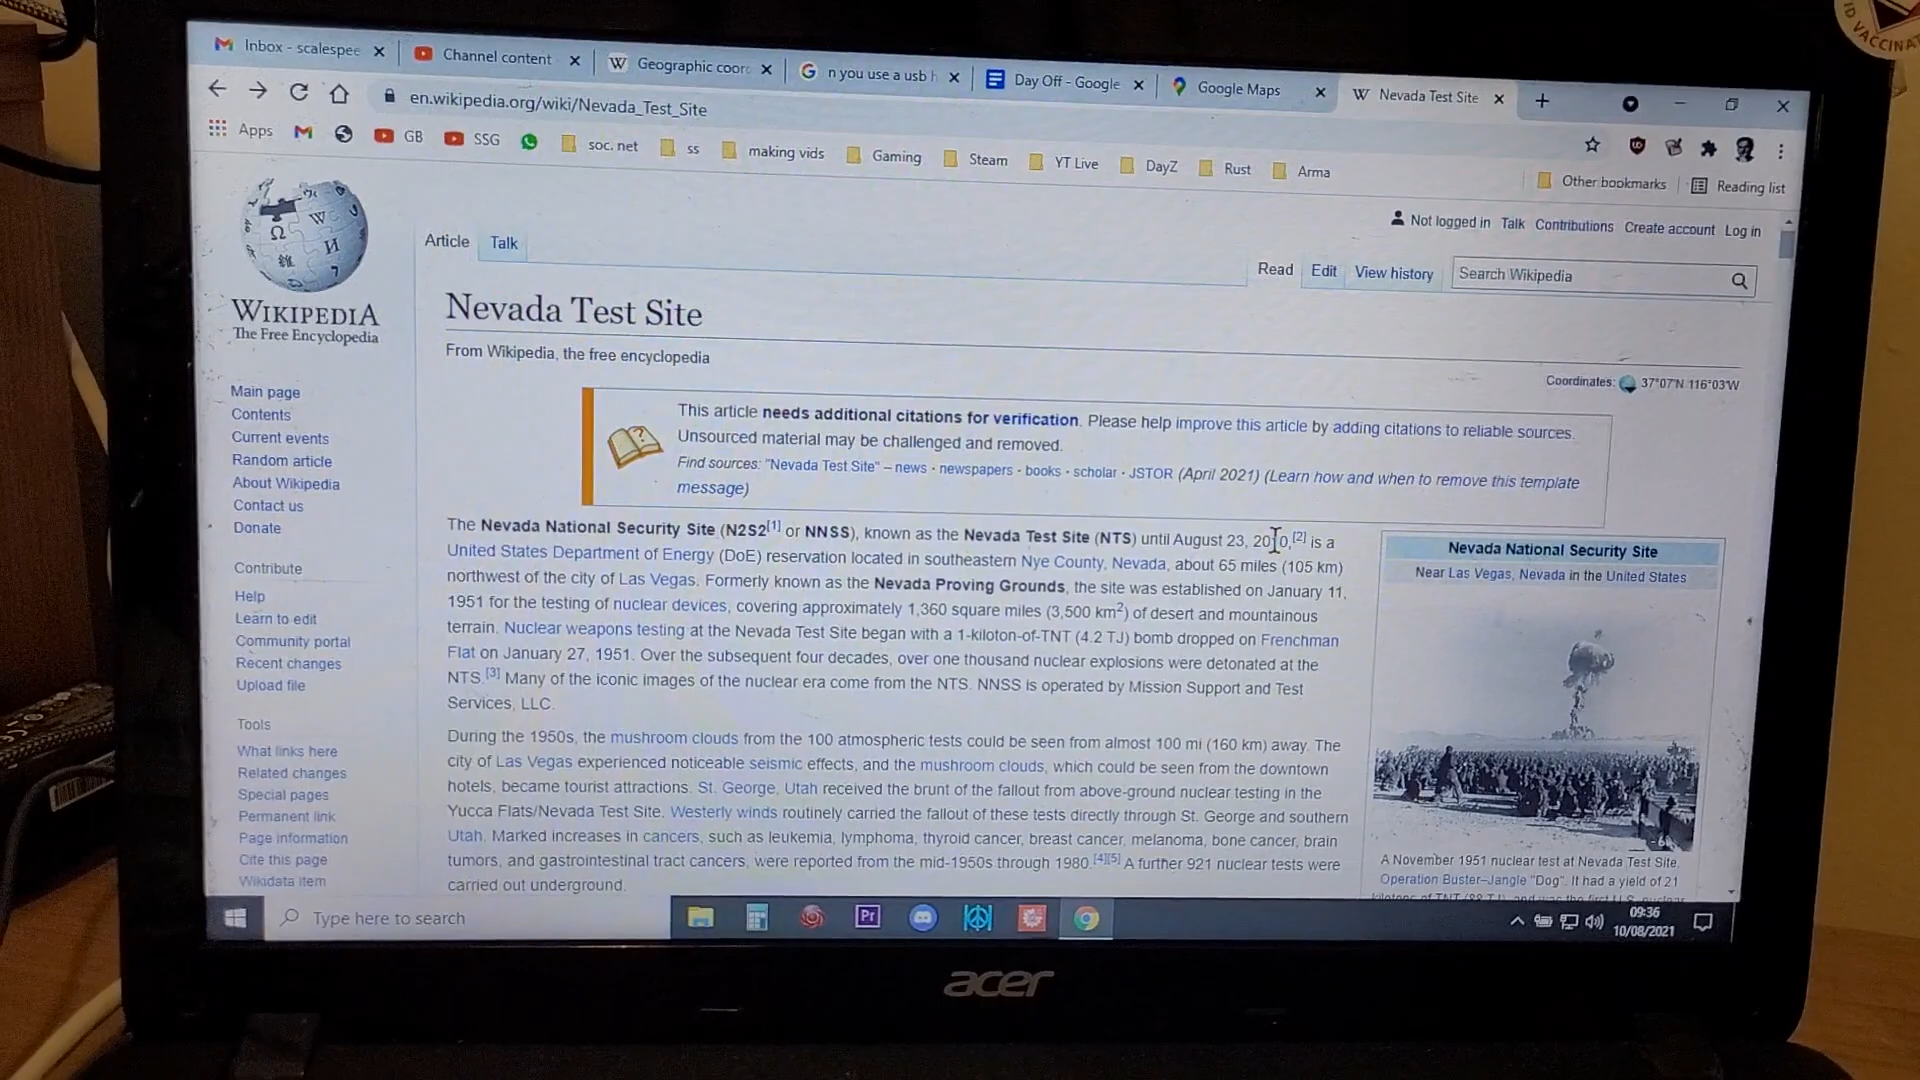 Inbox - scalespee
Channel content
Geographic coor
n you use a usb h
Day Off - Google
Google Maps
Nevada Test Site
en.wikipedia.org/wiki/Nevada_Test_Site
Apps
GB
SSG
soc. net
ss
making vids
Gaming
Steam
YT Live
DayZ
Rust
Arma
Other bookmarks
Reading list
Not logged in Talk Contributions Create account Log in
Article Talk
Read Edit View history
Search Wikipedia
WIKIPEDIA
The Free Encyclopedia
Nevada Test Site
From Wikipedia, the free encyclopedia
Coordinates: 37°07′N 116°03′W
Main page
Contents
Current events
Random article
About Wikipedia
Contact us
Donate
Contribute
Help
Learn to edit
Community portal
Recent changes
Upload file
Tools
What links here
Related changes
Special pages
Permanent link
Page information
Cite this page
Wikidata item
This article needs additional citations for verification. Please help improve this article by adding citations to reliable sources.
Unsourced material may be challenged and removed.
Find sources: "Nevada Test Site" – news · newspapers · books · scholar · JSTOR (April 2021) (Learn how and when to remove this template
message)
The Nevada National Security Site (N2S2[1] or NNSS), known as the Nevada Test Site (NTS) until August 23, 2010,[2] is a
United States Department of Energy (DoE) reservation located in southeastern Nye County, Nevada, about 65 miles (105 km)
northwest of the city of Las Vegas. Formerly known as the Nevada Proving Grounds, the site was established on January 11,
1951 for the testing of nuclear devices, covering approximately 1,360 square miles (3,500 km²) of desert and mountainous
terrain. Nuclear weapons testing at the Nevada Test Site began with a 1-kiloton-of-TNT (4.2 TJ) bomb dropped on Frenchman
Flat on January 27, 1951. Over the subsequent four decades, over one thousand nuclear explosions were detonated at the
NTS.[3] Many of the iconic images of the nuclear era come from the NTS. NNSS is operated by Mission Support and Test
Services, LLC.
During the 1950s, the mushroom clouds from the 100 atmospheric tests could be seen from almost 100 mi (160 km) away. The
city of Las Vegas experienced noticeable seismic effects, and the mushroom clouds, which could be seen from the downtown
hotels, became tourist attractions. St. George, Utah received the brunt of the fallout from above-ground nuclear testing in the
Yucca Flats/Nevada Test Site. Westerly winds routinely carried the fallout of these tests directly through St. George and southern
Utah. Marked increases in cancers, such as leukemia, lymphoma, thyroid cancer, breast cancer, melanoma, bone cancer, brain
tumors, and gastrointestinal tract cancers, were reported from the mid-1950s through 1980.[4][5] A further 921 nuclear tests were
carried out underground.
Nevada National Security Site
Near Las Vegas, Nevada in the United States
A November 1951 nuclear test at Nevada Test Site.
Operation Buster–Jangle "Dog". It had a yield of 21
kilotons of TNT (88 TJ), and was the first U.S. nuclear
Type here to search
Pr
09:36
10/08/2021
acer
ID VACCINA